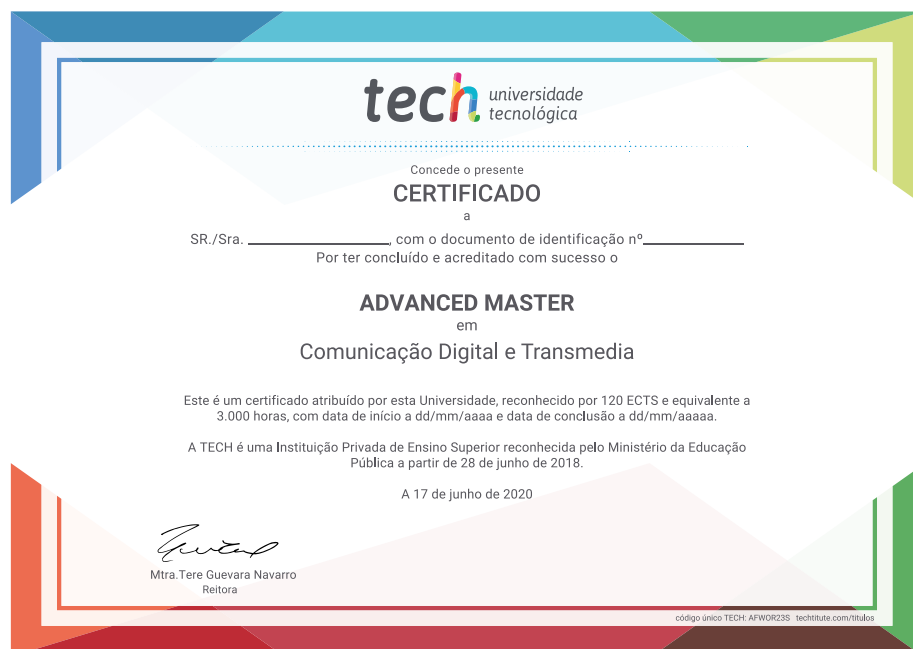 tech universidade
tecnológica
Concede o presente
CERTIFICADO
a
SR./Sra. ____________________, com o documento de identificação nº______________
Por ter concluído e acreditado com sucesso o
ADVANCED MASTER
em
Comunicação Digital e Transmedia
Este é um certificado atribuído por esta Universidade, reconhecido por 120 ECTS e equivalente a
3.000 horas, com data de início a dd/mm/aaaa e data de conclusão a dd/mm/aaaaa.
A TECH é uma Instituição Privada de Ensino Superior reconhecida pelo Ministério da Educação
Pública a partir de 28 de junho de 2018.
A 17 de junho de 2020
Mtra.Tere Guevara Navarro
Reitora
código único TECH: AFWOR23S techtitute.com/titulos